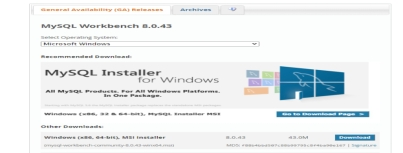 General Availability (GA) Releases
Archives
MySQL Workbench 8.0.43
Select Operating System:
Microsoft Windows
Recommended Download:
MySQL Installer
for Windows
All MySQL Products. For All Windows Platforms.
In One Package.
Windows (x86, 32 & 64-bit), MySQL Installer MSI
Go to Download Page >
Other Downloads:
Windows (x86, 64-bit), MSI Installer
8.0.43
43.0M
Download
(mysql-workbench-community-8.0.43-winx64.msi)
MD5:
| Signature